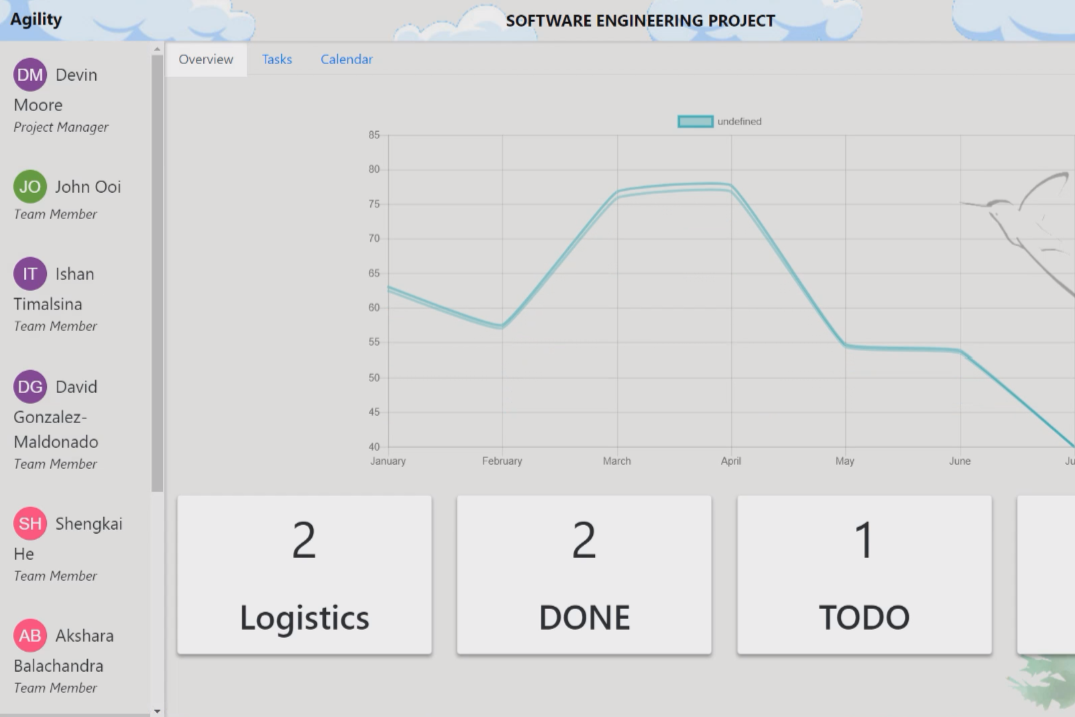 Agility
SOFTWARE ENGINEERING PROJECT
DM Devin
Moore
Project Manager
JO John Ooi
Team Member
IT Ishan
Timalsina
Team Member
DG David
Gonzalez-
Maldonado
Team Member
SH Shengkai
He
Team Member
AB Akshara
Balachandra
Team Member
Overview Tasks Calendar
undefined
85
80
75
70
65
60
55
50
45
40
January February March April May June Ju
2
Logistics
2
DONE
1
TODO